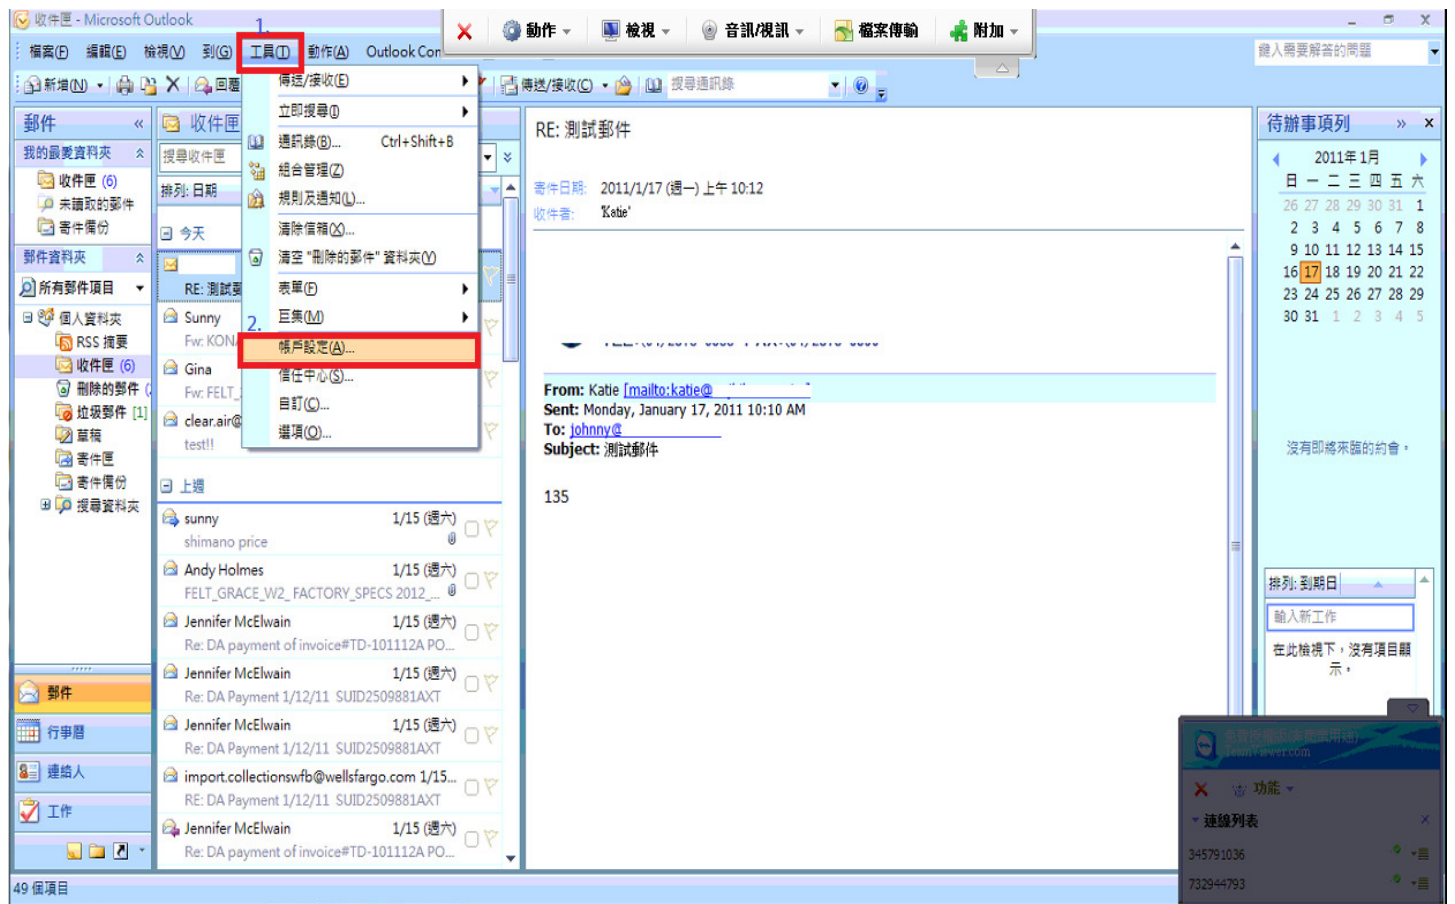 收件匣 - Microsoft Outlook
1.
動作 檢視 音訊/視訊 檔案傳輸 附加
檔案(F) 編輯(E) 檢視(V) 到(G) 工具(T) 動作(A) Outlook Con
鍵入需要解答的問題
新增(N) 回覆 傳送/接收(C) 搜尋通訊錄
傳送/接收(E)
立即搜尋(I)
通訊錄(B)... Ctrl+Shift+B
組合管理(Z)
規則及通知(L)...
清除信箱(X)...
清空 "刪除的郵件" 資料夾(Y)
表單(F)
2. 巨集(M)
帳戶設定(A)...
信任中心(S)...
自訂(C)...
選項(O)...
郵件 «
我的最愛資料夾
收件匣 (6)
未讀取的郵件
寄件備份
郵件資料夾
所有郵件項目
個人資料夾
RSS 摘要
收件匣 (6)
刪除的郵件 (
垃圾郵件 [1]
草稿
寄件匣
寄件備份
搜尋資料夾
郵件
行事曆
連絡人
工作
49 個項目
收件匣
搜尋收件匣
排列: 日期
今天
RE: 測試
Sunny
Fw: KON
Gina
Fw: FELT_
clear.air@
test!!
上週
sunny 1/15 (週六)
shimano price
Andy Holmes 1/15 (週六)
FELT_GRACE_W2_ FACTORY_SPECS 2012_...
Jennifer McElwain 1/15 (週六)
Re: DA payment of invoice#TD-101112A PO...
Jennifer McElwain 1/15 (週六)
Re: DA Payment 1/12/11 SUID2509881AXT
Jennifer McElwain 1/15 (週六)
Re: DA Payment 1/12/11 SUID2509881AXT
import.collectionswfb@wellsfargo.com 1/15...
RE: DA Payment 1/12/11 SUID2509881AXT
Jennifer McElwain 1/15 (週六)
Re: DA payment of invoice#TD-101112A PO...
RE: 測試郵件
寄件日期: 2011/1/17 (週一) 上午 10:12
收件者: 'Katie'
From: Katie [mailto:katie@
Sent: Monday, January 17, 2011 10:10 AM
To: johnny@
Subject: 測試郵件
135
待辦事項列 » ×
2011年 1月
日 一 二 三 四 五 六
26 27 28 29 30 31 1
2 3 4 5 6 7 8
9 10 11 12 13 14 15
16 17 18 19 20 21 22
23 24 25 26 27 28 29
30 31 1 2 3 4 5
沒有即將來臨的約會。
排列: 到期日
輸入新工作
在此檢視下，沒有項目顯
示。
TeamViewer.com
功能
連線列表
345791036
732944793